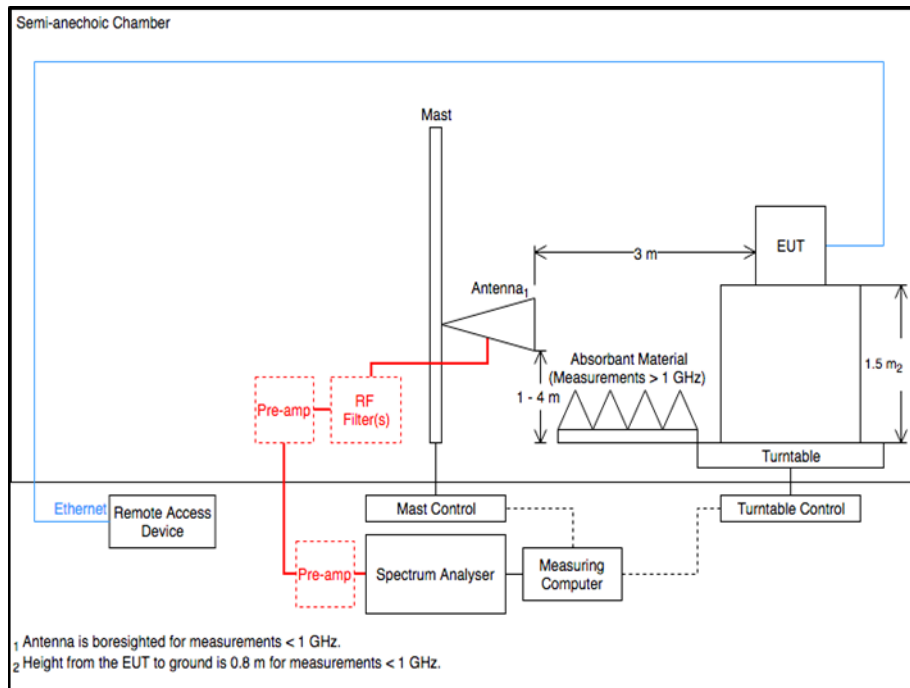 Semi-anechoic Chamber
Mast
EUT
3 m
Antenna1
1.5 m2
Absorbant Material
(Measurements > 1 GHz)
1 - 4 m
Pre-amp
RF
Filter(s)
Turntable
Ethernet
Remote Access
Device
Mast Control
Turntable Control
Pre-amp
Spectrum Analyser
Measuring
Computer
1 Antenna is boresighted for measurements < 1 GHz.
2 Height from the EUT to ground is 0.8 m for measurements < 1 GHz.